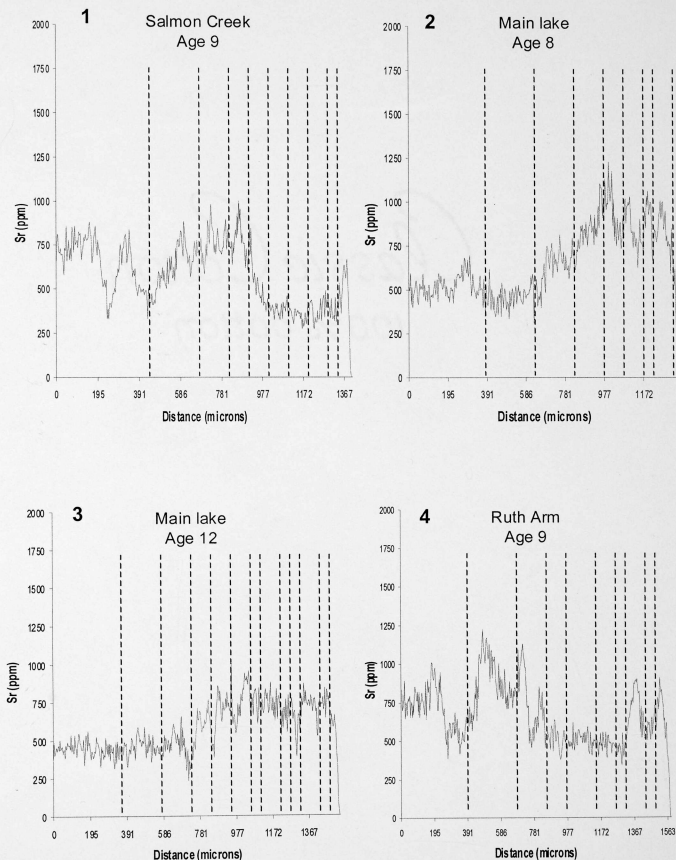 1
Salmon Creek
Age 9
2000
1750
1500
1250
1000
750
500
250
0
Sr (ppm)
0 195 391 586 781 977 1172 1367
Distance (microns)
2
Main lake
Age 8
2000
1750
1500
1250
1000
750
500
250
0
Sr (ppm)
0 195 391 586 781 977 1172
Distance (microns)
3
Main lake
Age 12
2000
1750
1500
1250
1000
750
500
250
0
Sr (ppm)
0 195 391 586 781 977 1172 1367
Distance (microns)
4
Ruth Arm
Age 9
2000
1750
1500
1250
1000
750
500
250
0
Sr (ppm)
0 195 391 586 781 977 1172 1367 1563
Distance (microns)